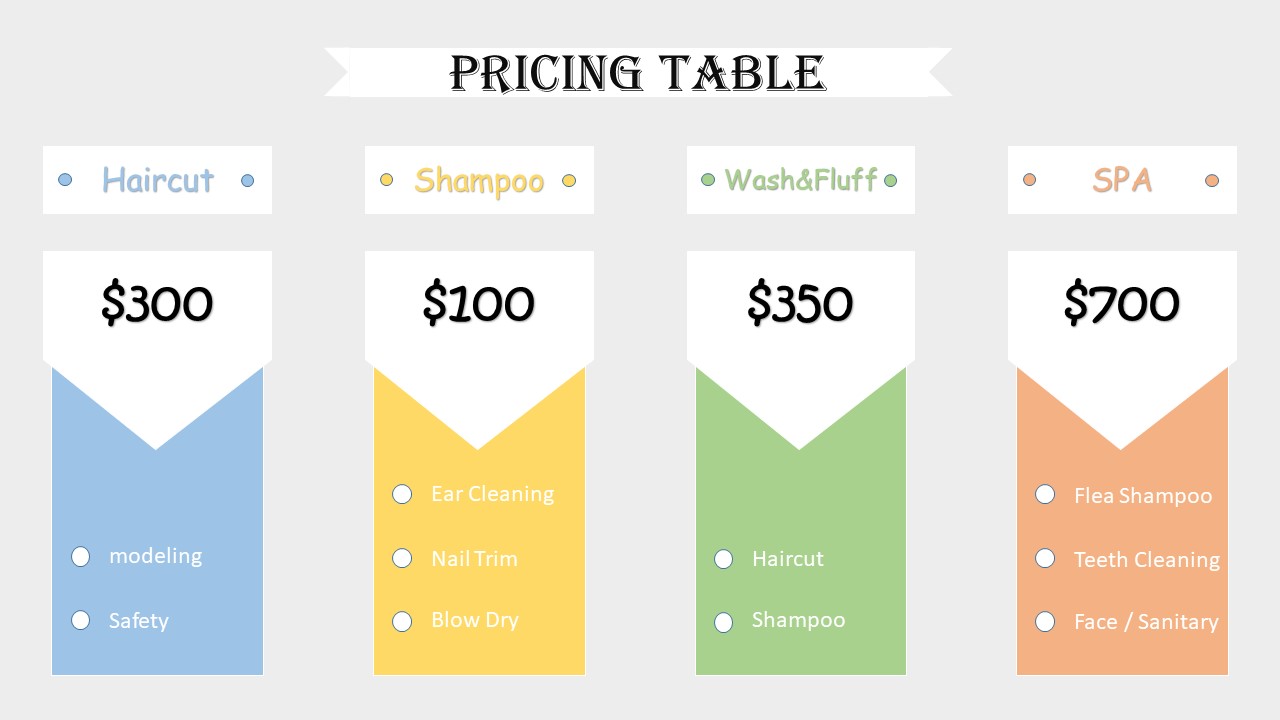 PRICING TABLE
Haircut
$300
modeling
Safety
Shampoo
$100
Ear Cleaning
Nail Trim
Blow Dry
Wash&Fluff
$350
Haircut
Shampoo
SPA
$700
Flea Shampoo
Teeth Cleaning
Face / Sanitary